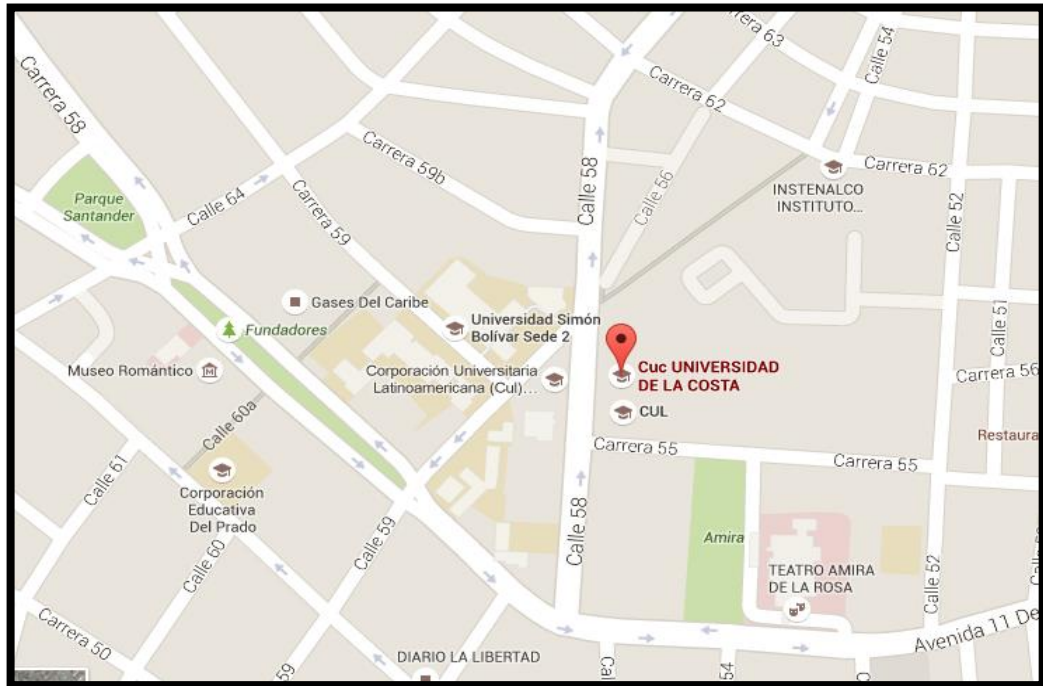 Carrera 63
Calle 54
Carrera 58
Carrera 62
Carrera 59b
Calle 58
Carrera 62
INSTENALCO
INSTITUTO...
Calle 56
Parque
Santander
Calle 64
Carrera 59
Calle 52
Gases Del Caribe
Universidad Simón
Bolívar Sede 2
Fundadores
Calle 51
Museo Romántico
Corporación Universitaria
Latinoamericana (Cul)...
Cuc UNIVERSIDAD
DE LA COSTA
Carrera 56
CUL
Calle 60a
Restaura
Carrera 55
Carrera 55
Calle 61
Corporación
Educativa
Del Prado
Calle 59
Calle 58
Calle 60
Amira
Calle 52
TEATRO AMIRA
DE LA ROSA
Carrera 50
Avenida 11 De
DIARIO LA LIBERTAD
59
Cal
54
C